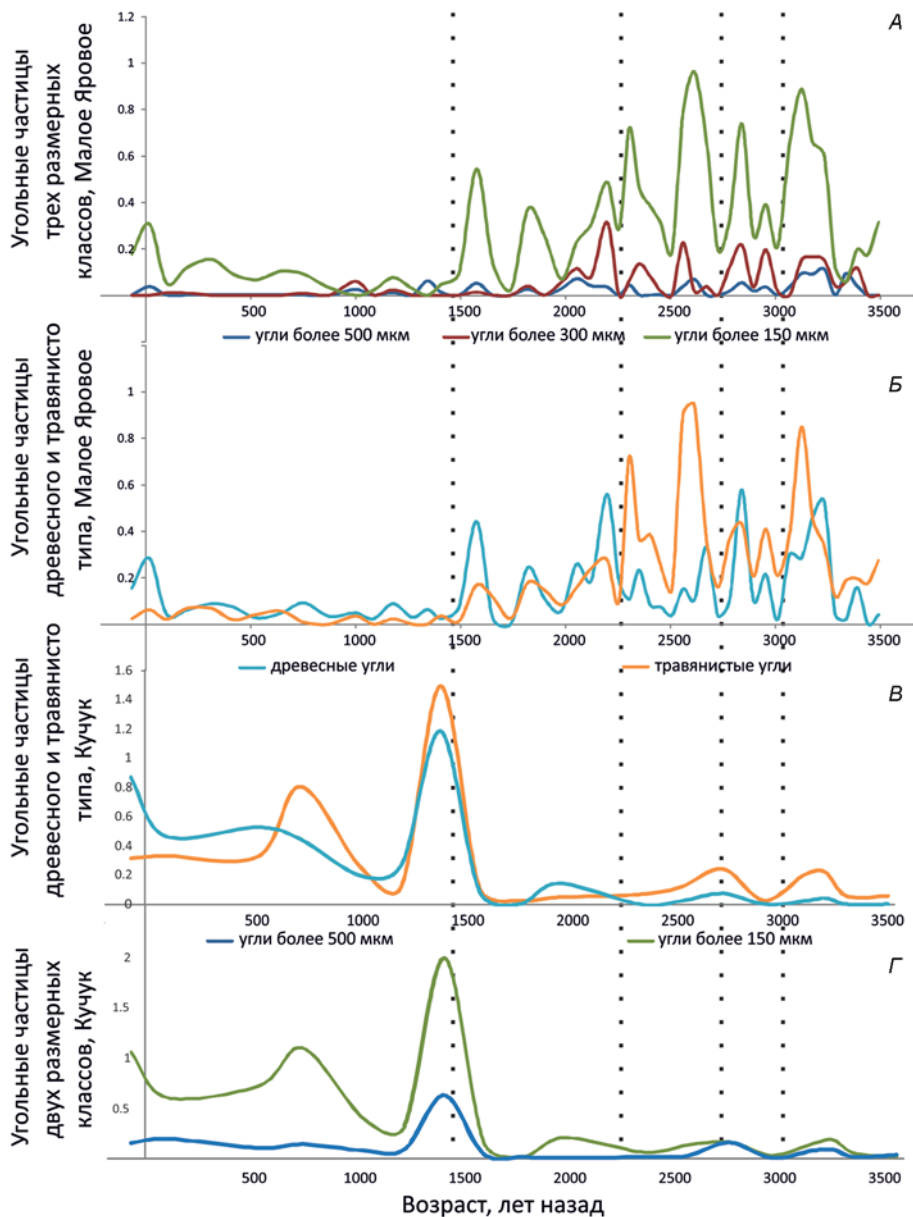 А
Угольные частицы
трех размерных
классов, Малое Яровое
1.2
1
0.8
0.6
0.4
0.2
500 1000 1500 2000 2500 3000 3500
угли более 500 мкм угли более 300 мкм угли более 150 мкм
Б
Угольные частицы
древесного и травянисто
типа, Малое Яровое
1
0.8
0.6
0.4
0.2
500 1000 1500 2000 2500 3000 3500
древесные угли травянистые угли
В
Угольные частицы
древесного и травянисто
типа, Кучук
1.6
1.4
1.2
1
0.8
0.6
0.4
0.2
0
500 1000 1500 2000 2500 3000 3500
угли более 500 мкм угли более 150 мкм
Г
Угольные частицы
двух размерных
классов, Кучук
2
1.5
1
0.5
500 1000 1500 2000 2500 3000 3500
Возраст, лет назад